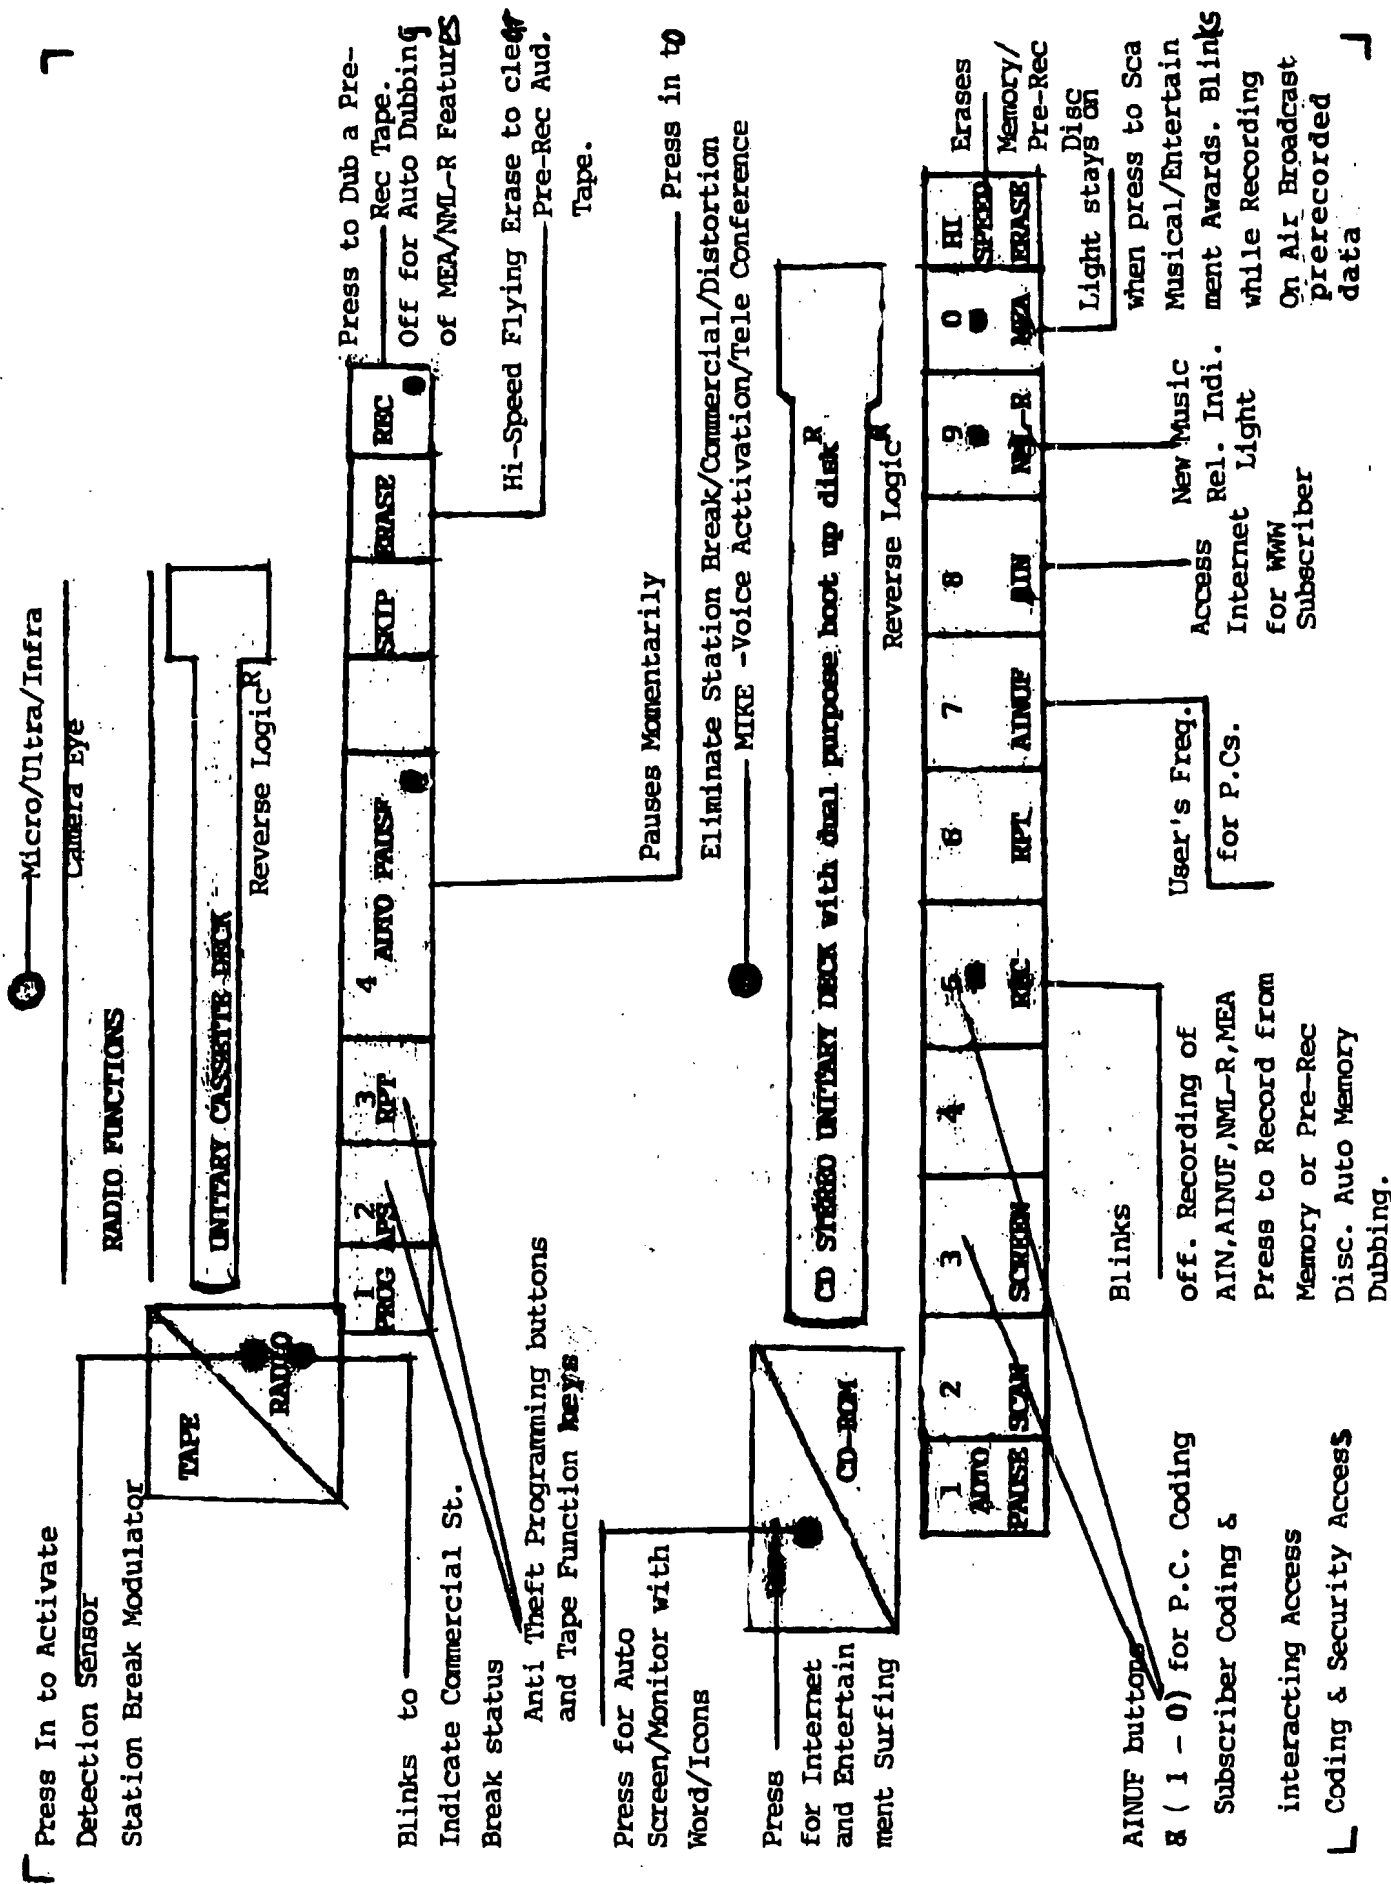 Press In to Activate
Detection Sensor
Station Break Modulator
Micro/Ultra/Infra
Camera Eye
RADIO FUNCTIONS
TAPE
RADIO
UNITARY CASSETTE DECK
Reverse Logic R
1 PROG
2 APS
3 RPT
4 AUTO PAUSE
SKIP
ERASE
REC
Press to Dub a Pre-
Rec Tape.
Off for Auto Dubbing
of MEA/NML-R Features
Hi-Speed Flying Erase to clear
Pre-Rec Aud.
Tape.
Blinks to
Indicate Commercial St.
Break status
Anti Theft Programming buttons
and Tape Function keys
Pauses Momentarily
Press in to
Eliminate Station Break/Commercial/Distortion
MIKE -Voice Acttivation/Tele Conference
Press for Auto
Screen/Monitor with
Word/Icons
Press
for Internet
and Entertain
ment Surfing
CD-ROM
CD STEREO UNITARY DECK with dual purpose boot up disk R
Reverse Logic R
1 AUTO PAUSE
2 SCAN
3 SCREEN
4
5 REC
6 RPT
7 AINUF
8 AIN
9 NML-R
0 MEA
HI SPEED ERASE
Erases
Memory/
Pre-Rec
Disc
Light stays on
when press to Sca
Musical/Entertain
ment Awards. Blinks
while Recording
On Air Broadcast
prerecorded
data
New Music
Rel. Indi.
Light
Access
Internet
for WWW
Subscriber
User's Freq.
for P.Cs.
Blinks
off. Recording of
AIN,AINUF,NML-R,MEA
Press to Record from
Memory or Pre-Rec
Disc. Auto Memory
Dubbing.
AINUF buttons
& ( 1 - 0) for P.C. Coding
Subscriber Coding &
interacting Access
Coding & Security Access